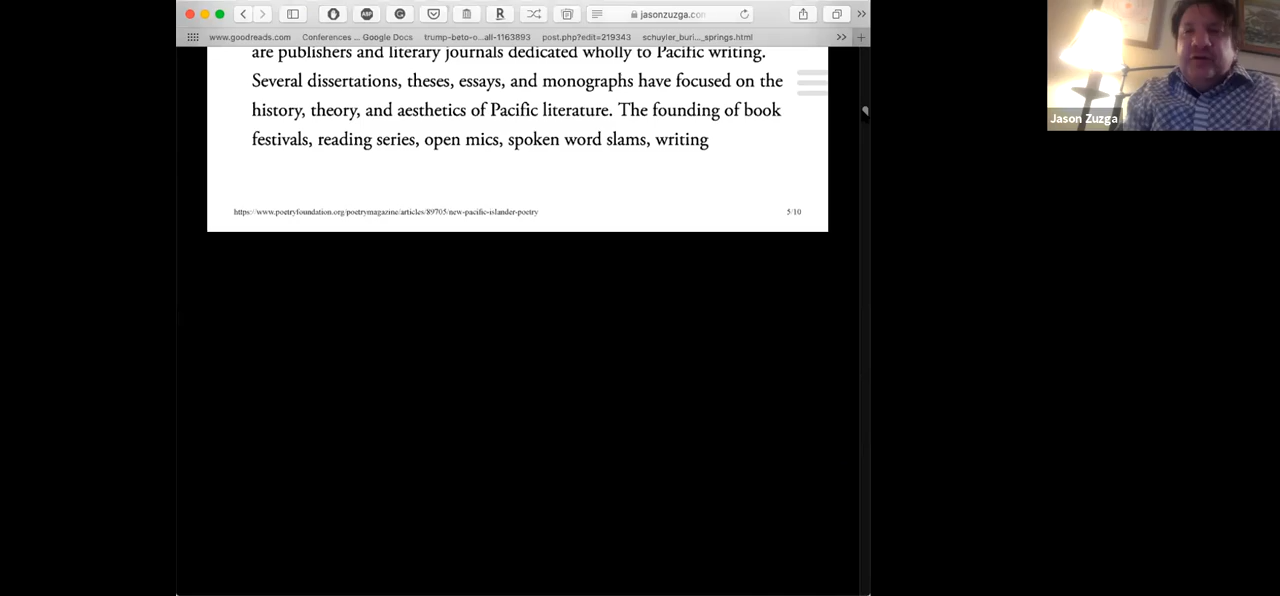 jasonzuzga.con
www.goodreads.com Conferences ... Google Docs trump-beto-o...all-1163893 post.php?edit=219343 schuyler_buri..._springs.html
are publishers and literary journals dedicated wholly to Pacific writing.
Several dissertations, theses, essays, and monographs have focused on the
history, theory, and aesthetics of Pacific literature. The founding of book
festivals, reading series, open mics, spoken word slams, writing
https://www.poetryfoundation.org/poetrymagazine/articles/89705/new-pacific-islander-poetry 5/10
ABP
R
Jason Zuzga